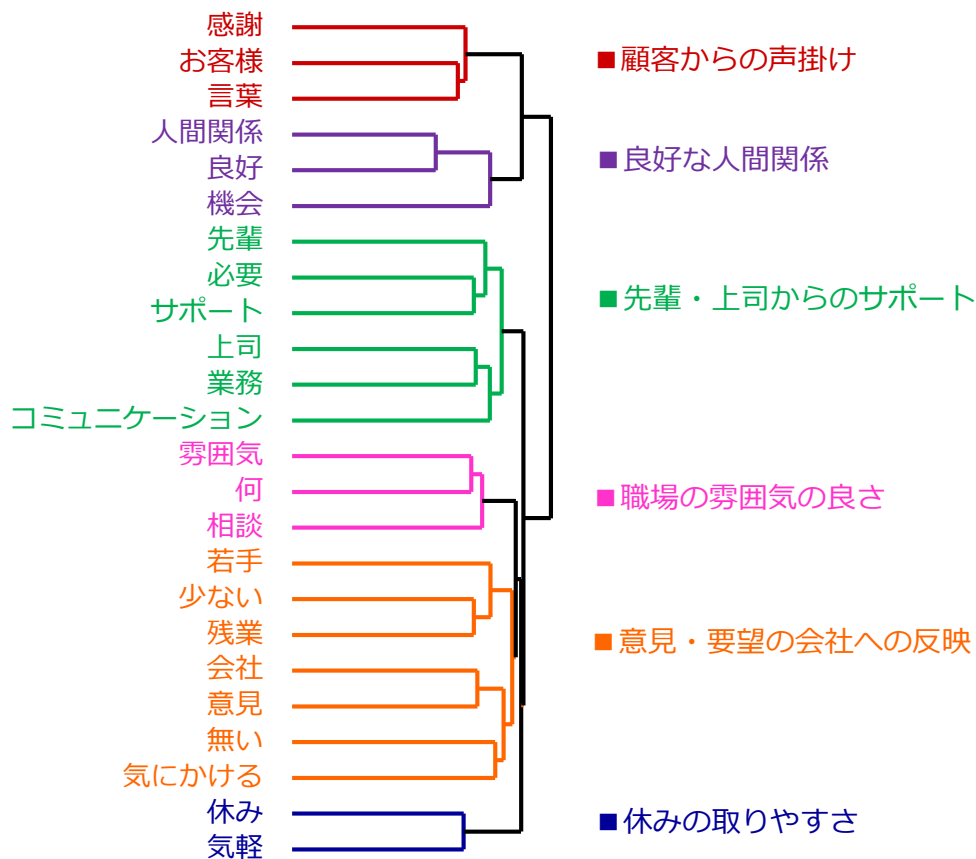 感謝
お客様
言葉
■顧客からの声掛け
人間関係
良好
機会
■良好な人間関係
先輩
必要
サポート
上司
業務
コミュニケーション
■先輩・上司からのサポート
雰囲気
何
相談
■職場の雰囲気の良さ
若手
少ない
残業
会社
意見
無い
気にかける
■意見・要望の会社への反映
休み
気軽
■休みの取りやすさ